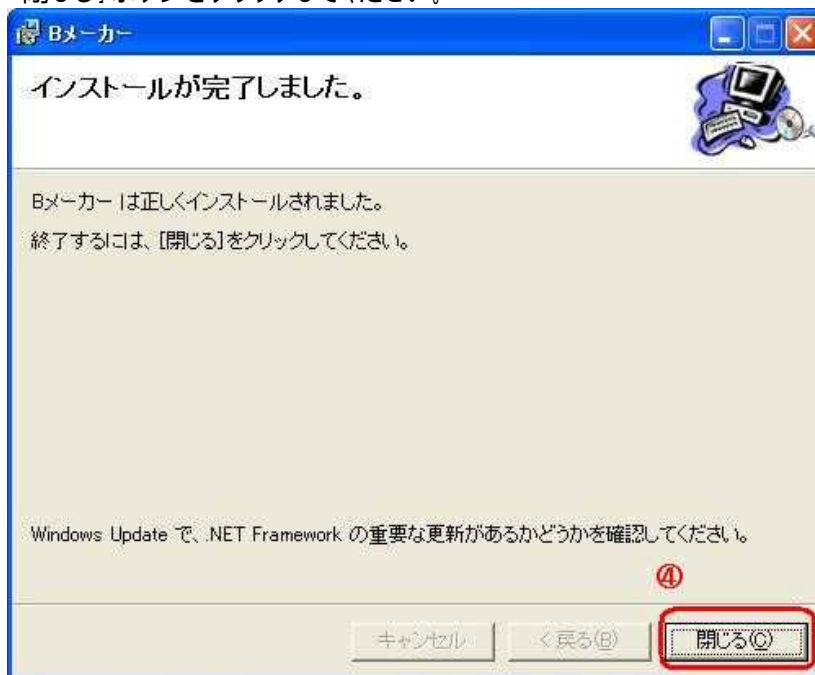 Bメーカー
インストールが完了しました。
Bメーカー は正しくインストールされました。
終了するには、[閉じる]をクリックしてください。
Windows Update で、.NET Framework の重要な更新があるかどうかを確認してください。
④
キャンセル
< 戻る(B)
閉じる(C)